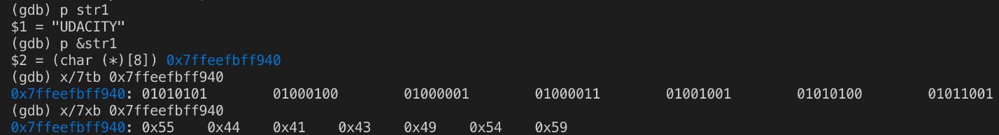 (gdb) p str1
$1 = "UDACITY"
(gdb) p &str1
$2 = (char (*)[8]) 0x7ffeefbff940
(gdb) x/7tb 0x7ffeefbff940
0x7ffeefbff940: 01010101 01000100 01000001 01000011 01001001 01010100 01011001
(gdb) x/7xb 0x7ffeefbff940
0x7ffeefbff940: 0x55 0x44 0x41 0x43 0x49 0x54 0x59